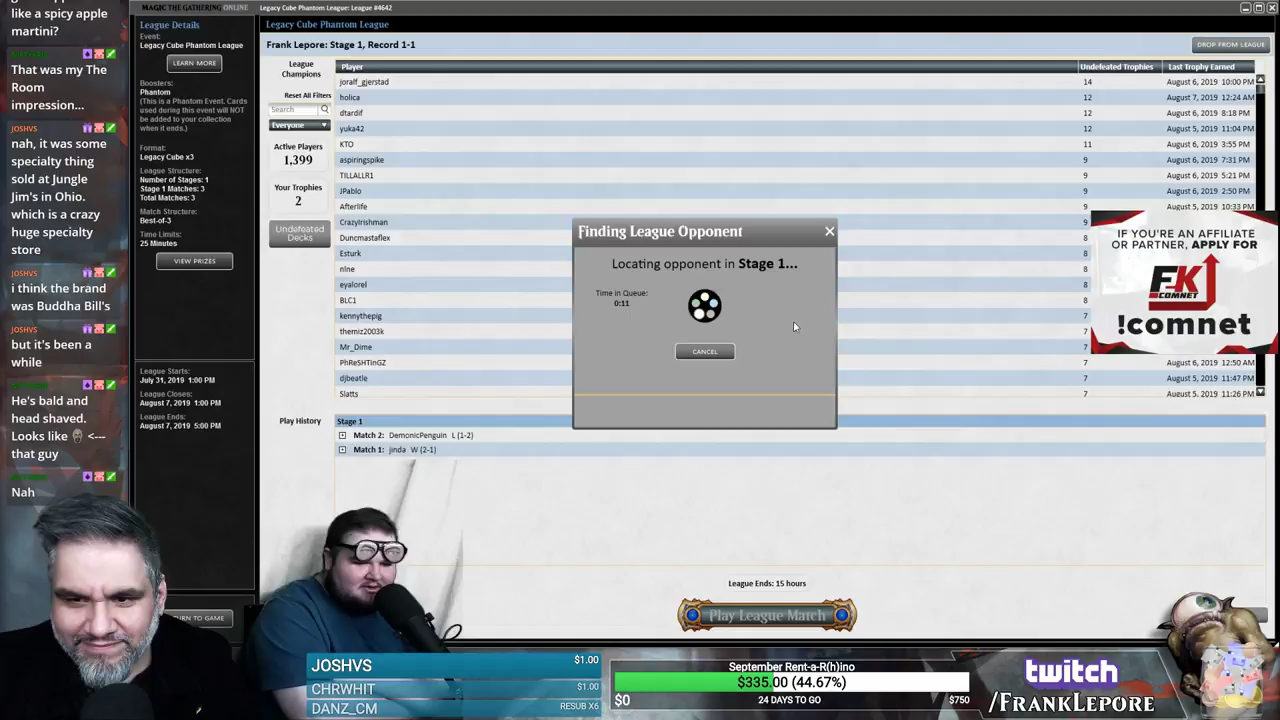 like a spicy apple
martini?
That was my The
Room
impression...
JOSHVS
nah, it was some
specialty thing
sold at Jungle
Jim's in Ohio.
which is a crazy
huge specialty
store
JOSHVS
i think the brand
was Buddha Bill's
JOSHVS
but it's been a
while
He's bald and
head shaved.
Looks like <---
that guy
Nah
MAGIC THE GATHERING ONLINE
Legacy Cube Phantom League: League #4642
League Details
Event:
Legacy Cube Phantom League
LEARN MORE
Boosters:
Phantom
(This is a Phantom Event. Cards
used during this event will NOT
be added to your collection
when it ends.)
Format:
Legacy Cube x3
League Structure:
Number of Stages: 1
Stage 1 Matches: 3
Total Matches: 3
Match Structure:
Best-of-3
Time Limits:
25 Minutes
VIEW PRIZES
League Starts:
July 31, 2019 1:00 PM
League Closes:
August 7, 2019 1:00 PM
League Ends:
August 7, 2019 5:00 PM
TURN TO GAME
Legacy Cube Phantom League
Frank Lepore: Stage 1, Record 1-1
DROP FROM LEAGUE
League
Champions
Reset All Filters
Search
Everyone
Active Players
1,399
Your Trophies
2
Undefeated
Decks
Player Undefeated Trophies Last Trophy Earned
joralf_gjerstad 14 August 6, 2019 10:00 PM
holica 12 August 7, 2019 12:24 AM
dtardif 12 August 6, 2019 8:18 PM
yuka42 12 August 5, 2019 11:04 PM
KTO 11 August 6, 2019 3:55 PM
aspiringspike 9 August 6, 2019 7:31 PM
TILLALLR1 9 August 6, 2019 5:21 PM
JPablo 9 August 6, 2019 2:50 PM
Afterlife 9 August 5, 2019 10:33 PM
CrazyIrishman 8
Duncmastaflex 8
Esturk 8
nlne 8
eyalorel 8
BLC1 8
kennythepig 7
themiz2003k 7
Mr_Dime 7
PhReSHTinGZ 7 August 6, 2019 12:50 AM
djbeatle 7 August 5, 2019 11:47 PM
Slatts 7 August 5, 2019 11:26 PM
Finding League Opponent
Locating opponent in Stage 1...
Time in Queue:
0:11
CANCEL
IF YOU'RE AN AFFILIATE
OR PARTNER, APPLY FOR
COMNET
!comnet
Play History
Stage 1
Match 2: DemonicPenguin L (1-2)
Match 1: jinda W (2-1)
League Ends: 15 hours
Play League Match
JOSHVS $1.00
CHRWHIT $1.00
DANZ_CM RESUB X6
September Rent-a-R(h)ino
$335.00 (44.67%)
$0 24 DAYS TO GO $750
twitch
/FRANKLEPORE